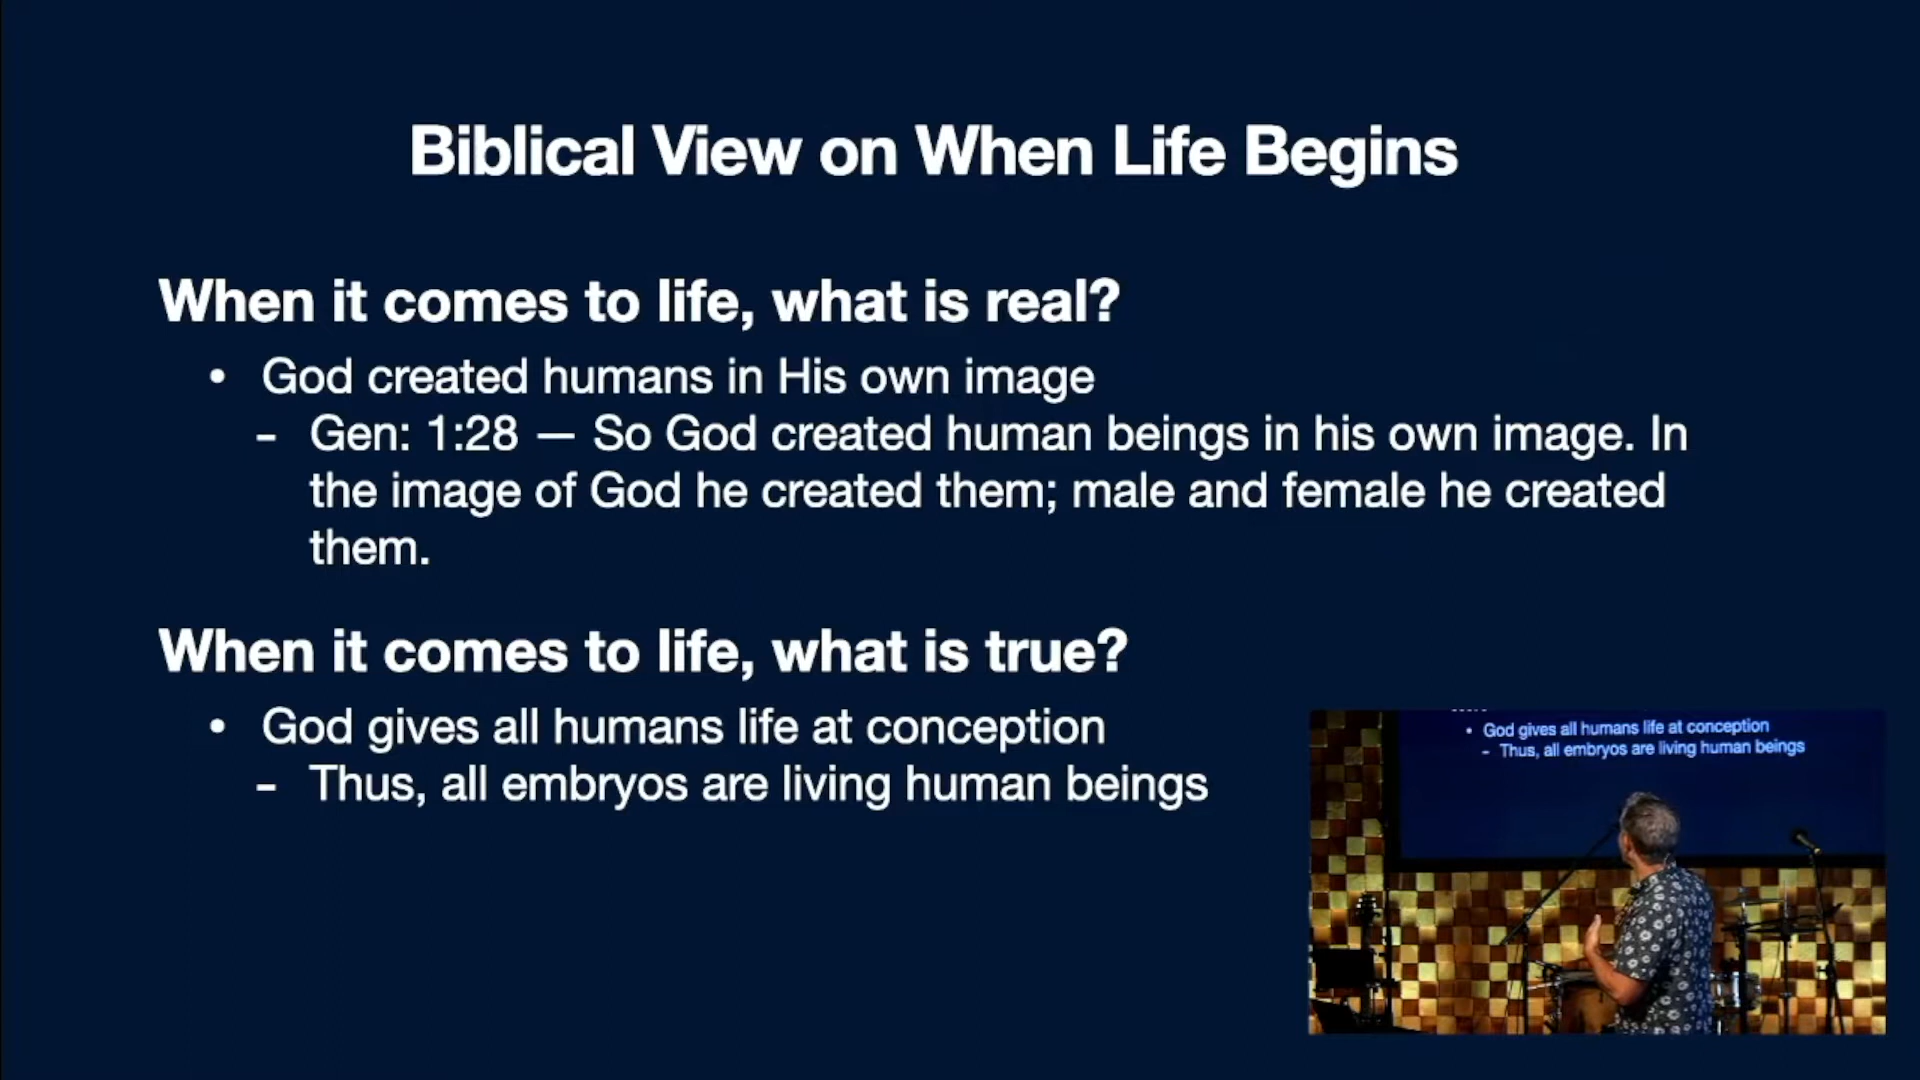 Biblical View on When Life Begins
When it comes to life, what is real?
• God created humans in His own image
- Gen: 1:28 — So God created human beings in his own image. In
the image of God he created them; male and female he created
them.
When it comes to life, what is true?
• God gives all humans life at conception
- Thus, all embryos are living human beings
• God gives all humans life at conception
- Thus, all embryos are living human beings